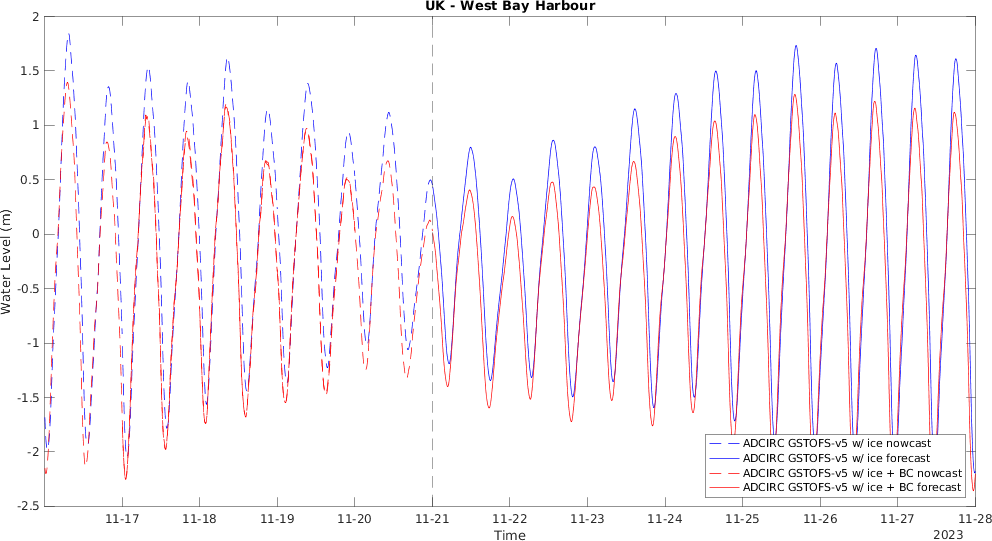 UK - West Bay Harbour
2
1.5
1
0.5
0
-0.5
-1
-1.5
-2
-2.5
Water Level (m)
ADCIRC GSTOFS-v5 w/ ice nowcast
ADCIRC GSTOFS-v5 w/ ice forecast
ADCIRC GSTOFS-v5 w/ ice + BC nowcast
ADCIRC GSTOFS-v5 w/ ice + BC forecast
11-17 11-18 11-19 11-20 11-21 11-22 11-23 11-24 11-25 11-26 11-27 11-28
Time
2023